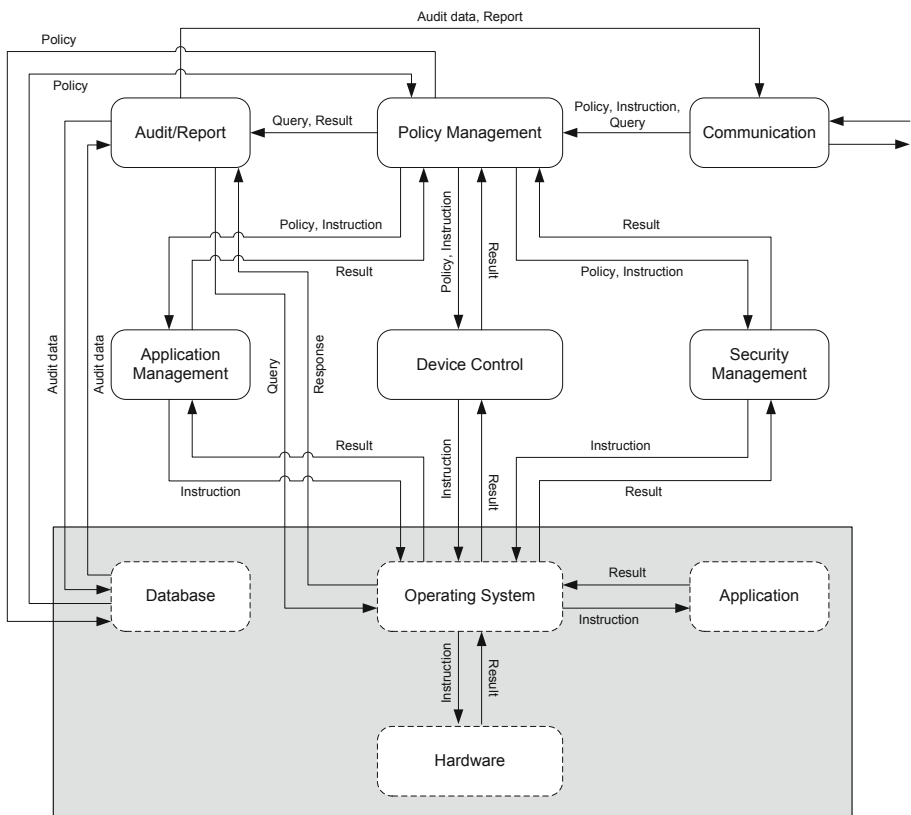 Audit data, Report
Policy
Policy
Audit/Report
Query, Result
Policy Management
Policy, Instruction,
Query
Communication
Policy, Instruction
Result
Policy, Instruction
Result
Result
Policy, Instruction
Audit data
Audit data
Application
Management
Query
Response
Device Control
Security
Management
Result
Instruction
Instruction
Result
Instruction
Result
Database
Operating System
Result
Instruction
Application
Instruction
Result
Hardware